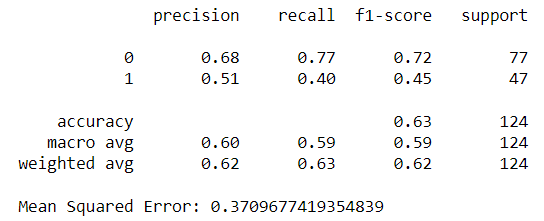 precision recall f1-score support
0 0.68 0.77 0.72 77
1 0.51 0.40 0.45 47
accuracy 0.63 124
macro avg 0.60 0.59 0.59 124
weighted avg 0.62 0.63 0.62 124
Mean Squared Error: 0.3709677419354839